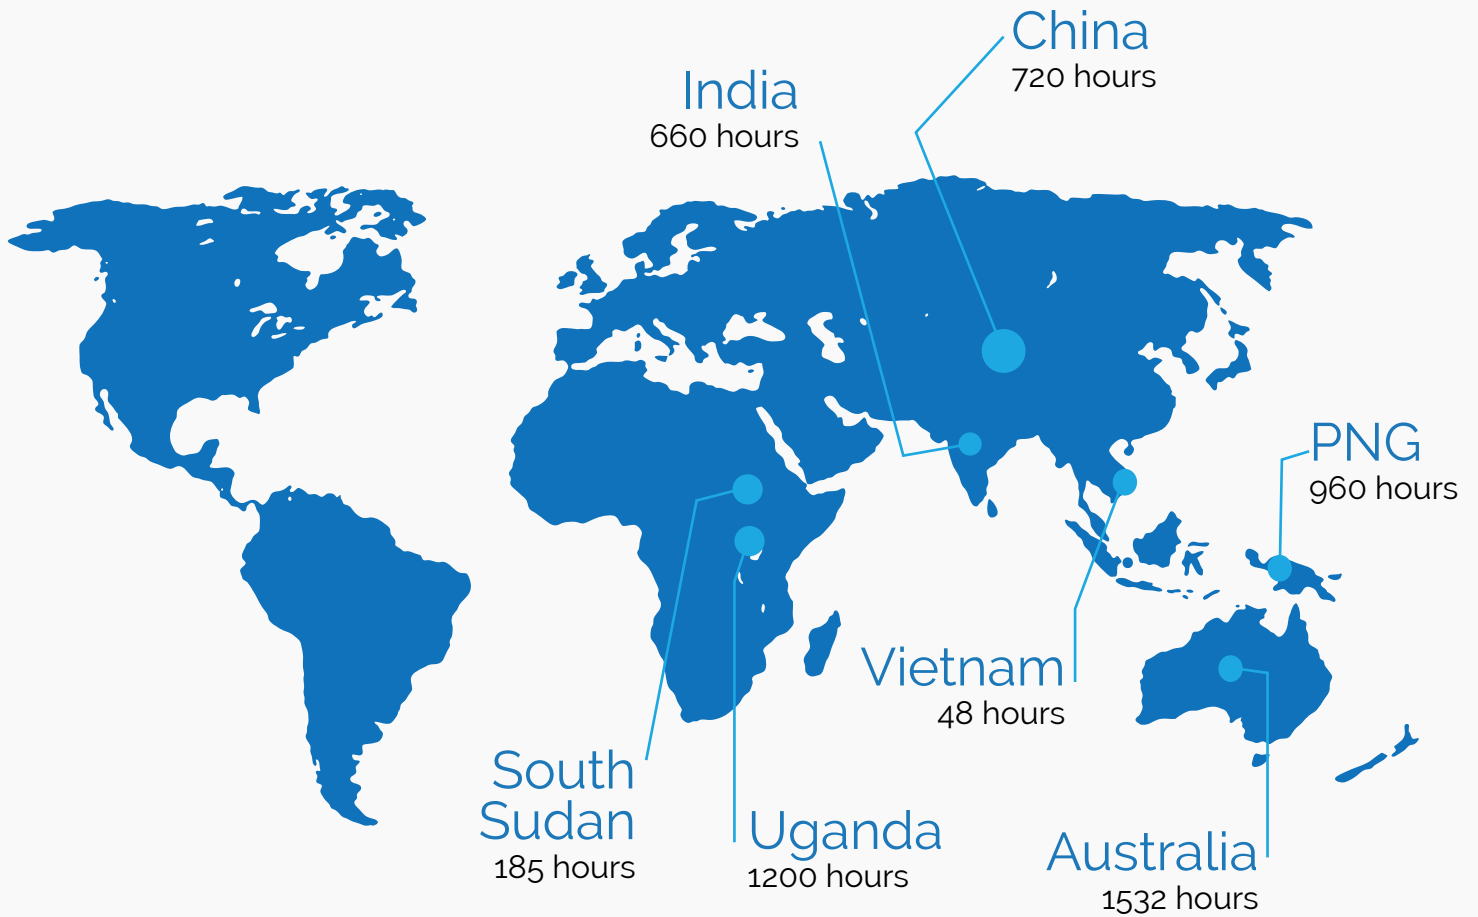 China
720 hours
India
660 hours
PNG
960 hours
Vietnam
48 hours
South
Sudan
185 hours
Uganda
1200 hours
Australia
1532 hours